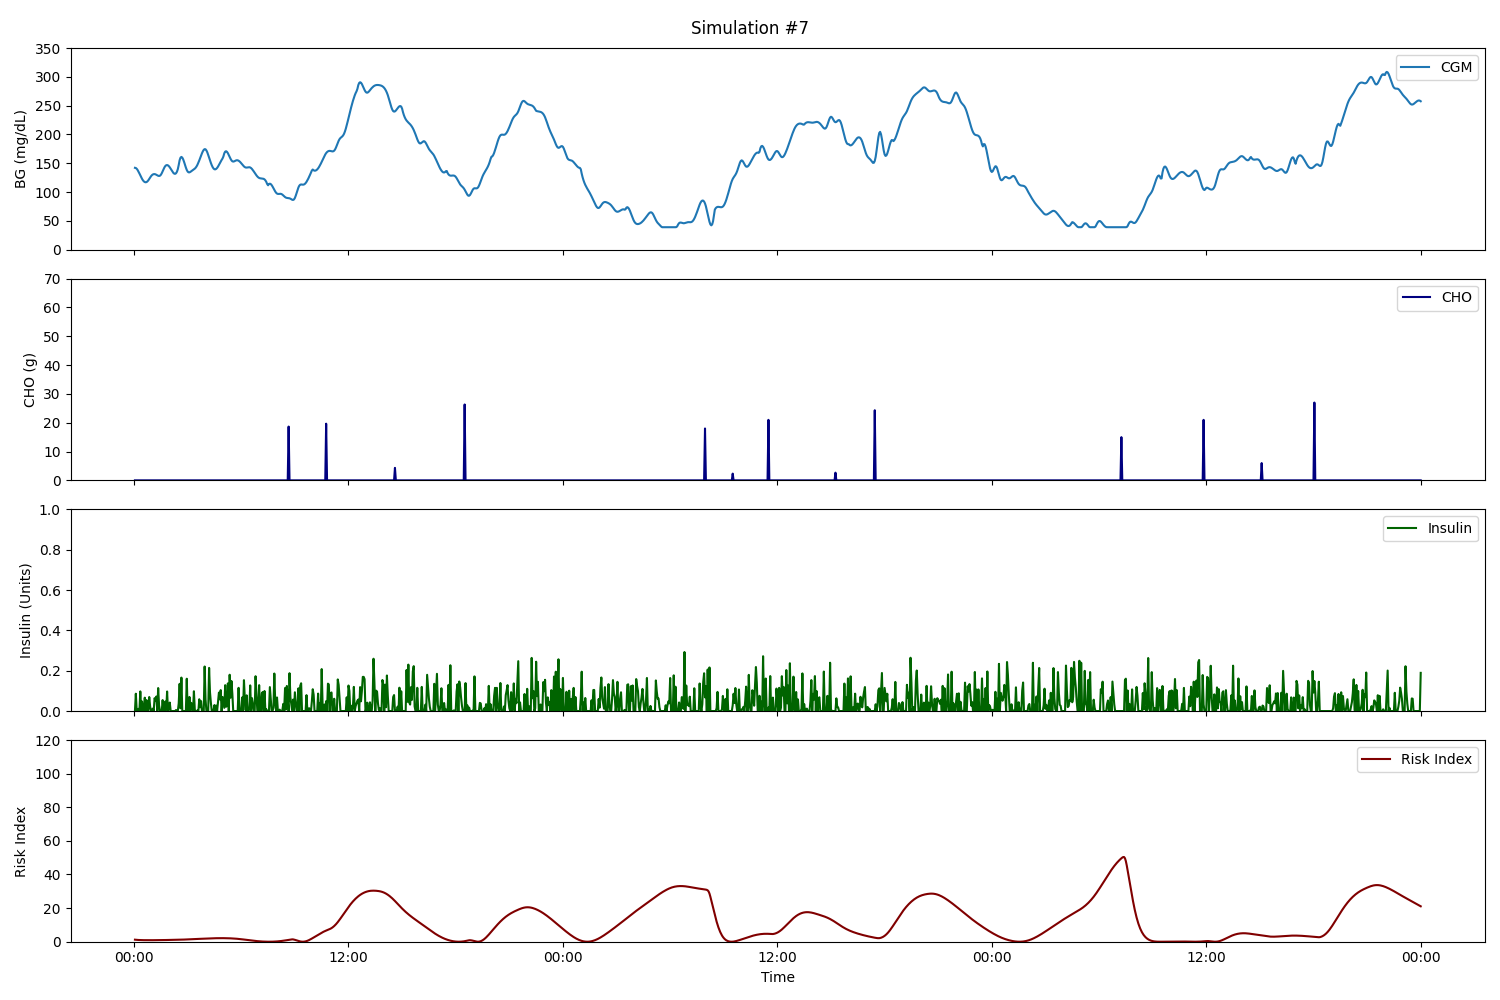 Simulation #7
350
300
250
200
150
100
50
0
BG (mg/dL)
CGM
70
60
50
40
30
20
10
0
CHO (g)
CHO
1.0
0.8
0.6
0.4
0.2
0.0
Insulin (Units)
Insulin
120
100
80
60
40
20
0
Risk Index
Risk Index
00:00 12:00 00:00 12:00 00:00 12:00 00:00
Time